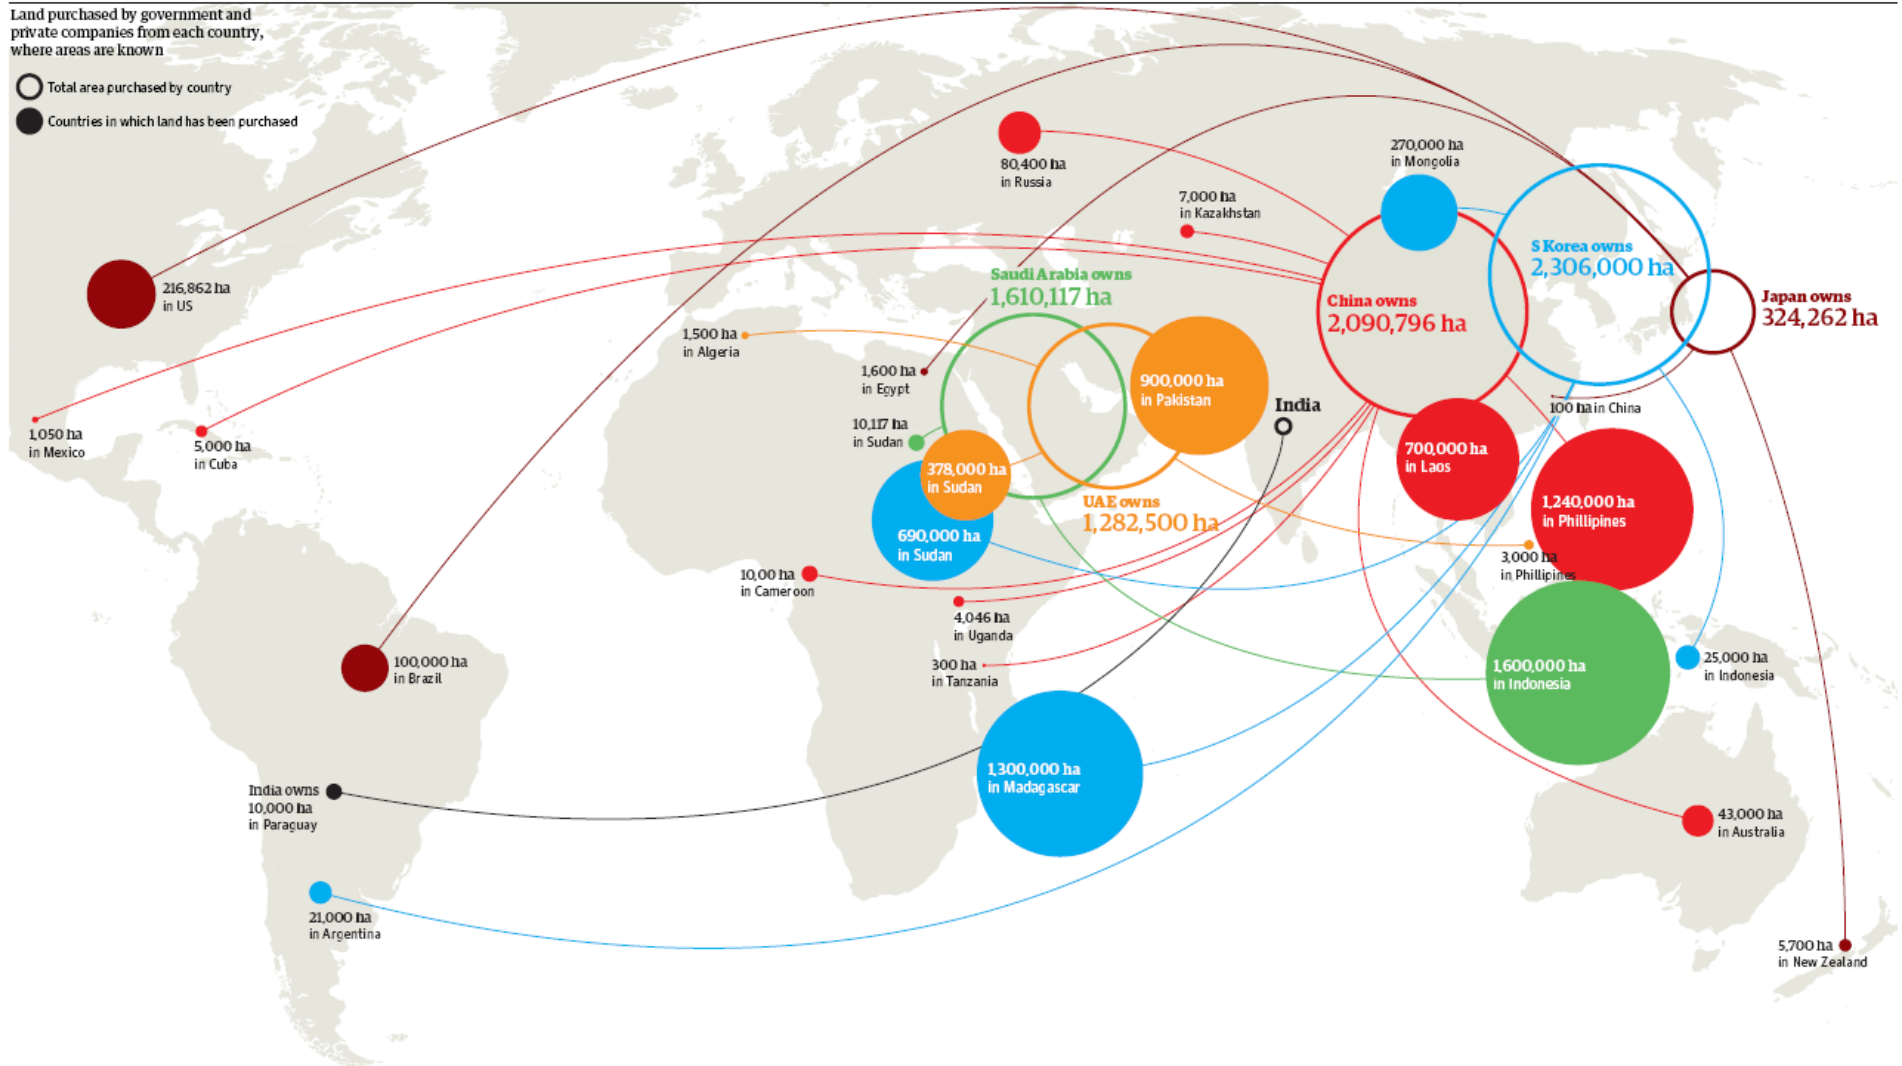 Land purchased by government and
private companies from each country,
where areas are known
Total area purchased by country
Countries in which land has been purchased
80,400 ha
in Russia
270,000 ha
in Mongolia
7,000 ha
in Kazakhstan
S Korea owns
2,306,000 ha
Saudi Arabia owns
1,610,117 ha
216,862 ha
in US
China owns
2,090,796 ha
Japan owns
324,262 ha
1,500 ha
in Algeria
1,600 ha
in Egypt
900,000 ha
in Pakistan
India
100 ha in China
10,117 ha
in Sudan
1,050 ha
in Mexico
5,000 ha
in Cuba
378,000 ha
in Sudan
700,000 ha
in Laos
UAE owns
1,282,500 ha
1,240,000 ha
in Phillipines
690,000 ha
in Sudan
3,000 ha
in Phillipines
10,00 ha
in Cameroon
4,046 ha
in Uganda
300 ha
in Tanzania
100,000 ha
in Brazil
1,600,000 ha
in Indonesia
25,000 ha
in Indonesia
1,300,000 ha
in Madagascar
India owns
10,000 ha
in Paraguay
43,000 ha
in Australia
21,000 ha
in Argentina
5,700 ha
in New Zealand